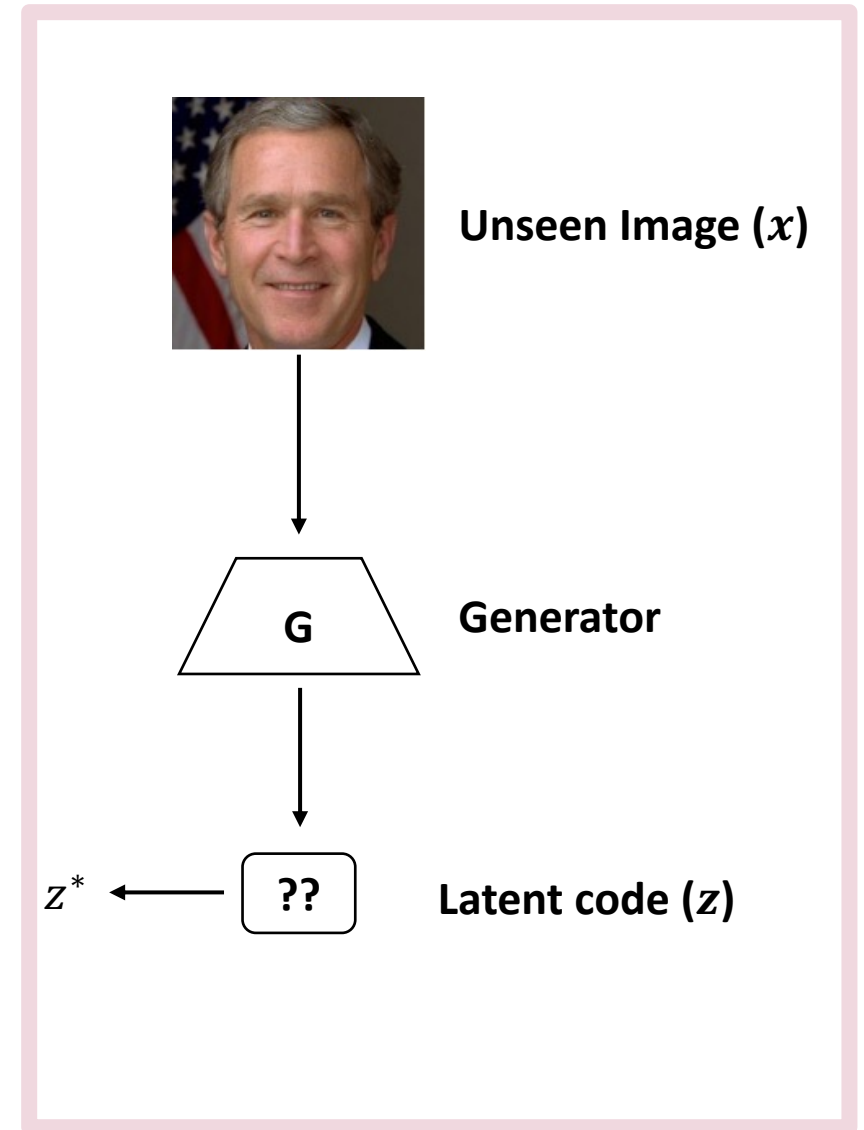 Unseen Image (x)
G
Generator
z* ?? Latent code (z)